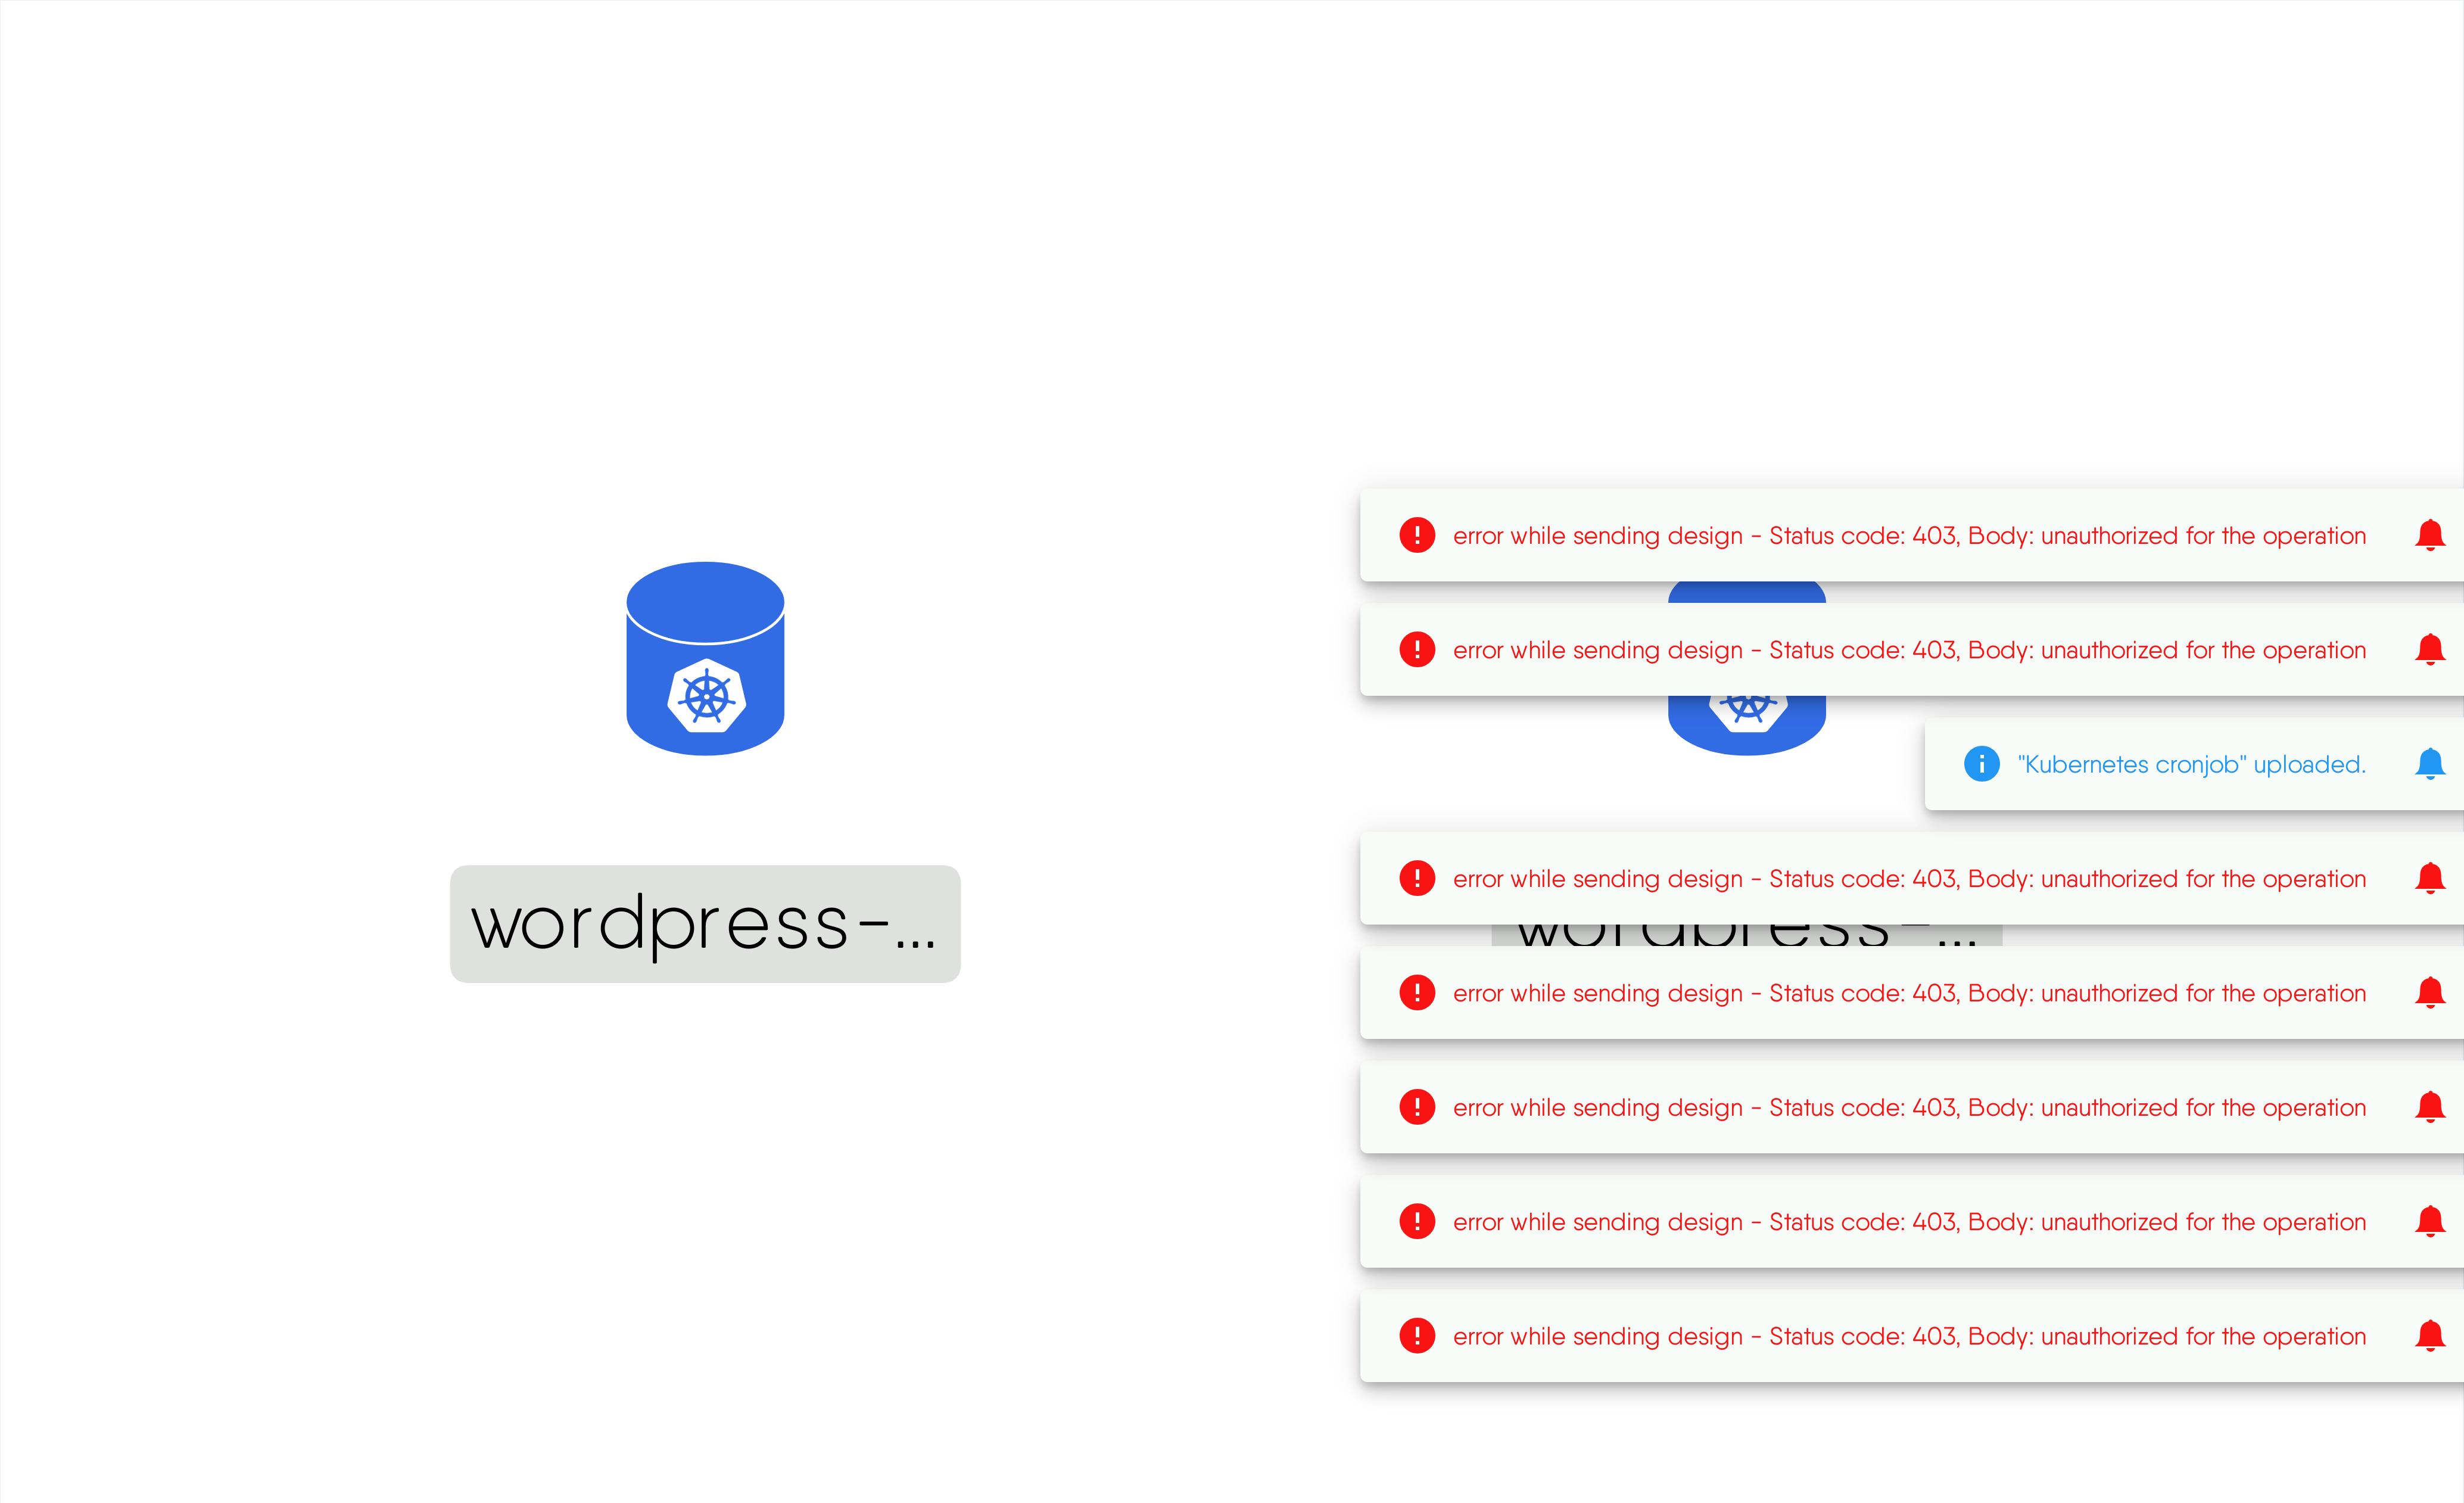 error while sending design - Status code: 403, Body: unauthorized for the operation
error while sending design - Status code: 403, Body: unauthorized for the operation
"Kubernetes cronjob" uploaded.
error while sending design - Status code: 403, Body: unauthorized for the operation
wordpress-...
wordpress-...
error while sending design - Status code: 403, Body: unauthorized for the operation
error while sending design - Status code: 403, Body: unauthorized for the operation
error while sending design - Status code: 403, Body: unauthorized for the operation
error while sending design - Status code: 403, Body: unauthorized for the operation